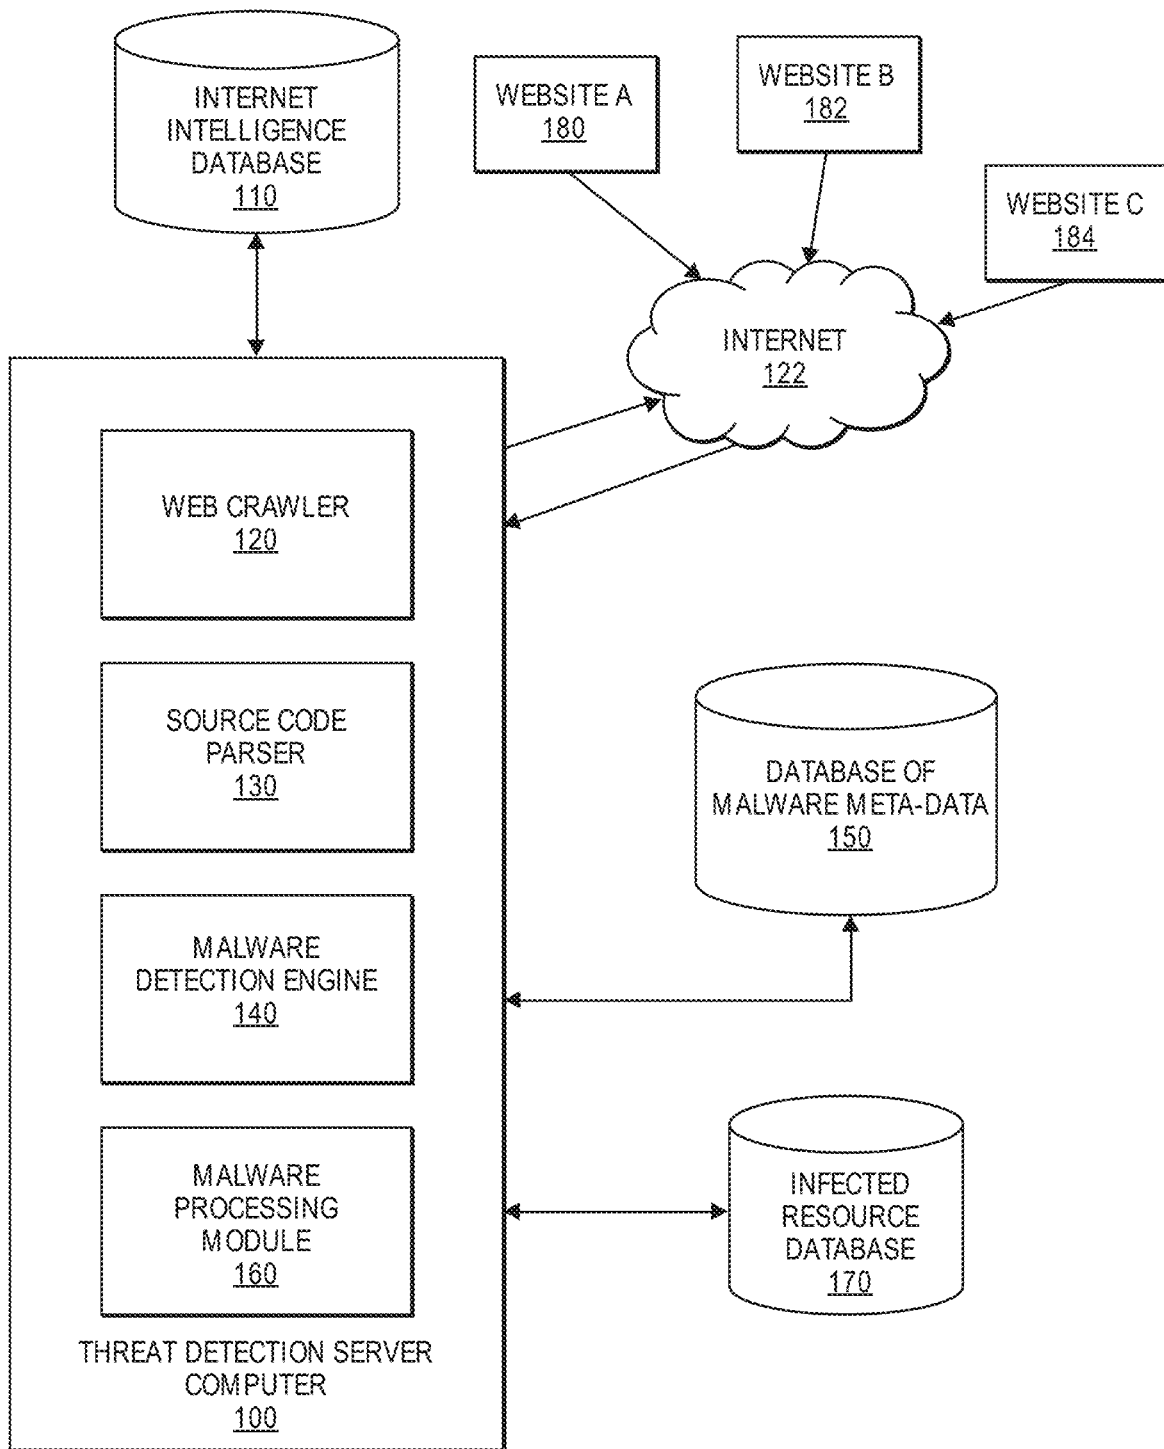 INTERNET
INTELLIGENCE
DATABASE
110
WEBSITE A
180
WEBSITE B
182
WEBSITE C
184
INTERNET
122
WEB CRAWLER
120
SOURCE CODE
PARSER
130
DATABASE OF
MALWARE META-DATA
150
MALWARE
DETECTION ENGINE
140
MALWARE
PROCESSING
MODULE
160
INFECTED
RESOURCE
DATABASE
170
THREAT DETECTION SERVER
COMPUTER
100